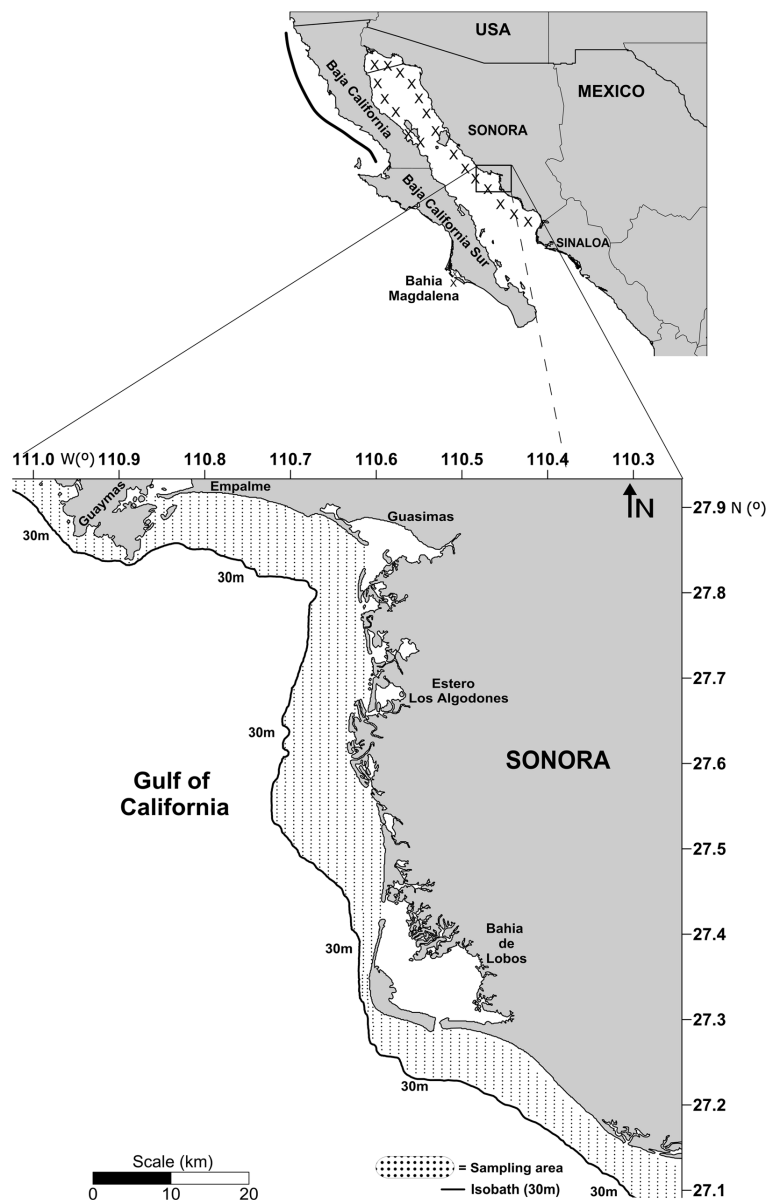 USA
MEXICO
Baja California
SONORA
Baja California Sur
SINALOA
Bahia
Magdalena
111.0 W(º) 110.9 110.8 110.7 110.6 110.5 110.4 110.3
Guaymas
Empalme
N
27.9 N (º)
Guasimas
30m
30m
27.8
27.7
Estero
Los Algodones
30m
SONORA
27.6
Gulf of
California
27.5
30m
Bahia
de
Lobos
27.4
27.3
30m
27.2
Scale (km)
0 10 20
= Sampling area
Isobath (30m)
30m
27.1
X X X X X X X X X X X X X X X X X X X X X X
x